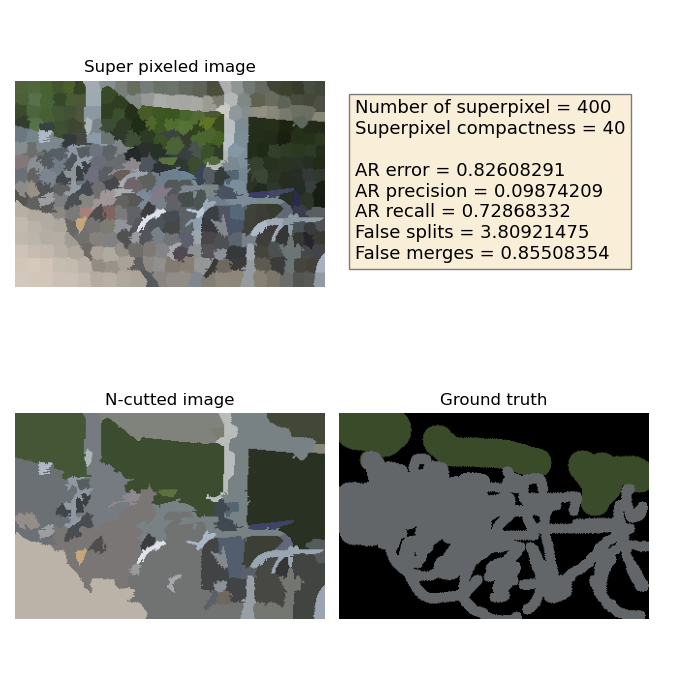 Super pixeled image
Number of superpixel = 400
Superpixel compactness = 40
AR error = 0.82608291
AR precision = 0.09874209
AR recall = 0.72868332
False splits = 3.80921475
False merges = 0.85508354
N-cutted image
Ground truth